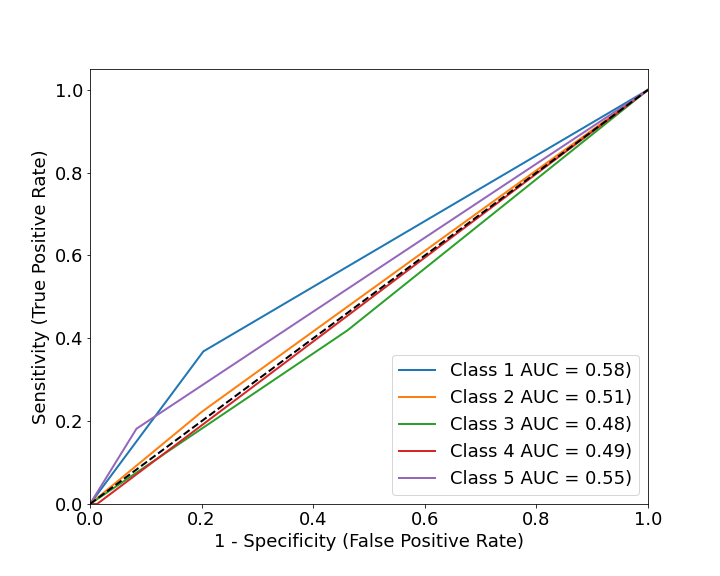 1.0
0.8
0.6
0.4
0.2
0.0
Sensitivity (True Positive Rate)
Class 1 AUC = 0.58)
Class 2 AUC = 0.51)
Class 3 AUC = 0.48)
Class 4 AUC = 0.49)
Class 5 AUC = 0.55)
0.0 0.2 0.4 0.6 0.8 1.0
1 - Specificity (False Positive Rate)